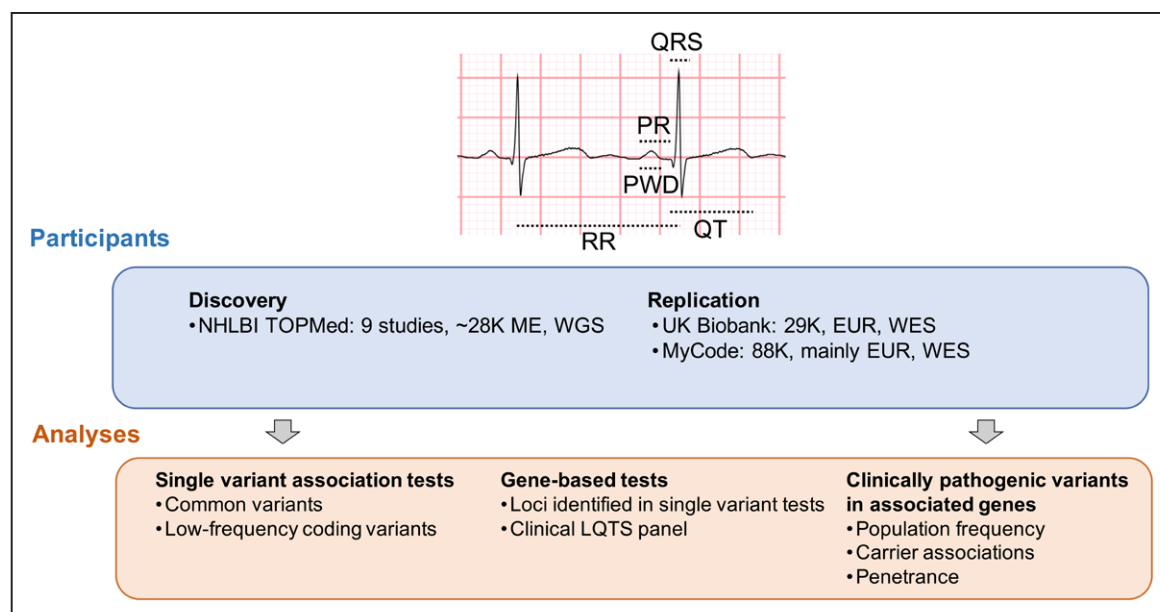 QRS
PR
PWD
QT
RR
Participants
Discovery
•NHLBI TOPMed: 9 studies, ~28K ME, WGS
Replication
•UK Biobank: 29K, EUR, WES
•MyCode: 88K, mainly EUR, WES
Analyses
Single variant association tests
•Common variants
•Low-frequency coding variants
Gene-based tests
•Loci identified in single variant tests
•Clinical LQTS panel
Clinically pathogenic variants
in associated genes
•Population frequency
•Carrier associations
•Penetrance